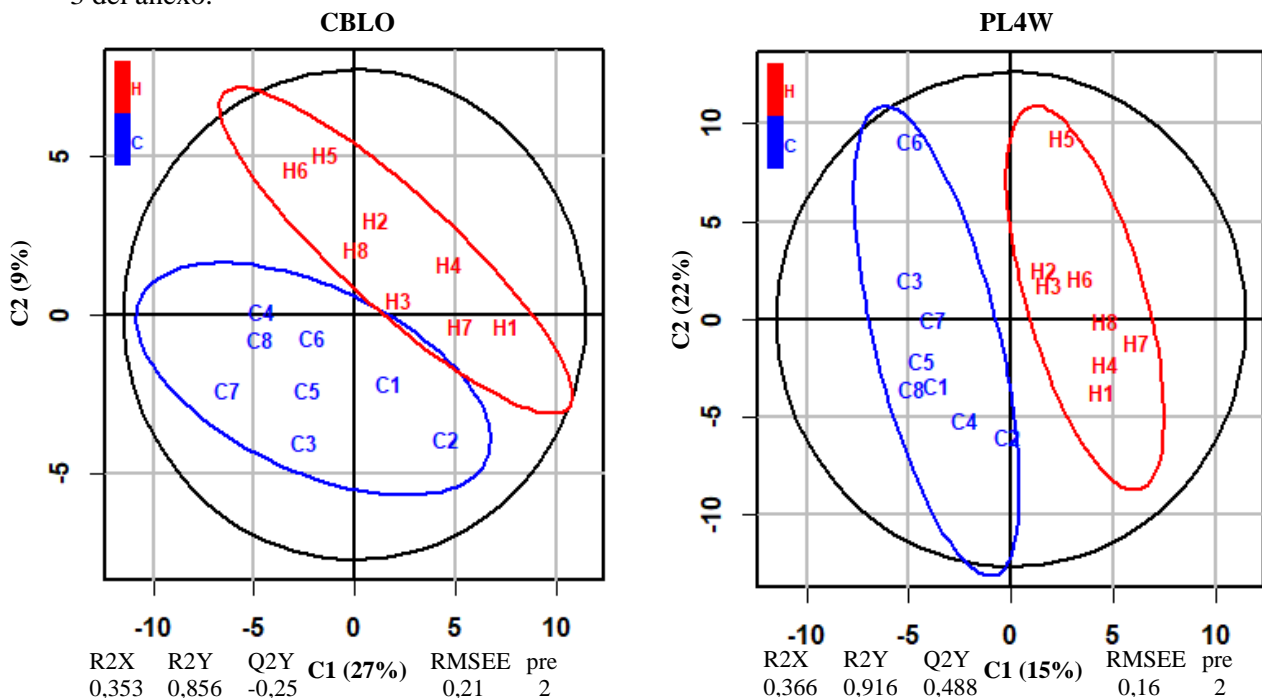 3 del anexo.
CBLO
H
C
5
0
-5
C2 (9%)
H5
H6
H2
H8
H4
H3
H7
H1
C4
C8
C6
C1
C7
C5
C3
C2
-10
-5
0
5
10
R2X R2Y Q2Y C1 (27%) RMSEE pre
0,353 0,856 -0,25 0,21 2
PL4W
H
C
10
5
0
-5
-10
C2 (22%)
C6
H5
C3
H2
H6
H3
C7
H8
H7
C5
H4
C8
C1
H1
C4
C2
-10
-5
0
5
10
R2X R2Y Q2Y C1 (15%) RMSEE pre
0,366 0,916 0,488 0,16 2